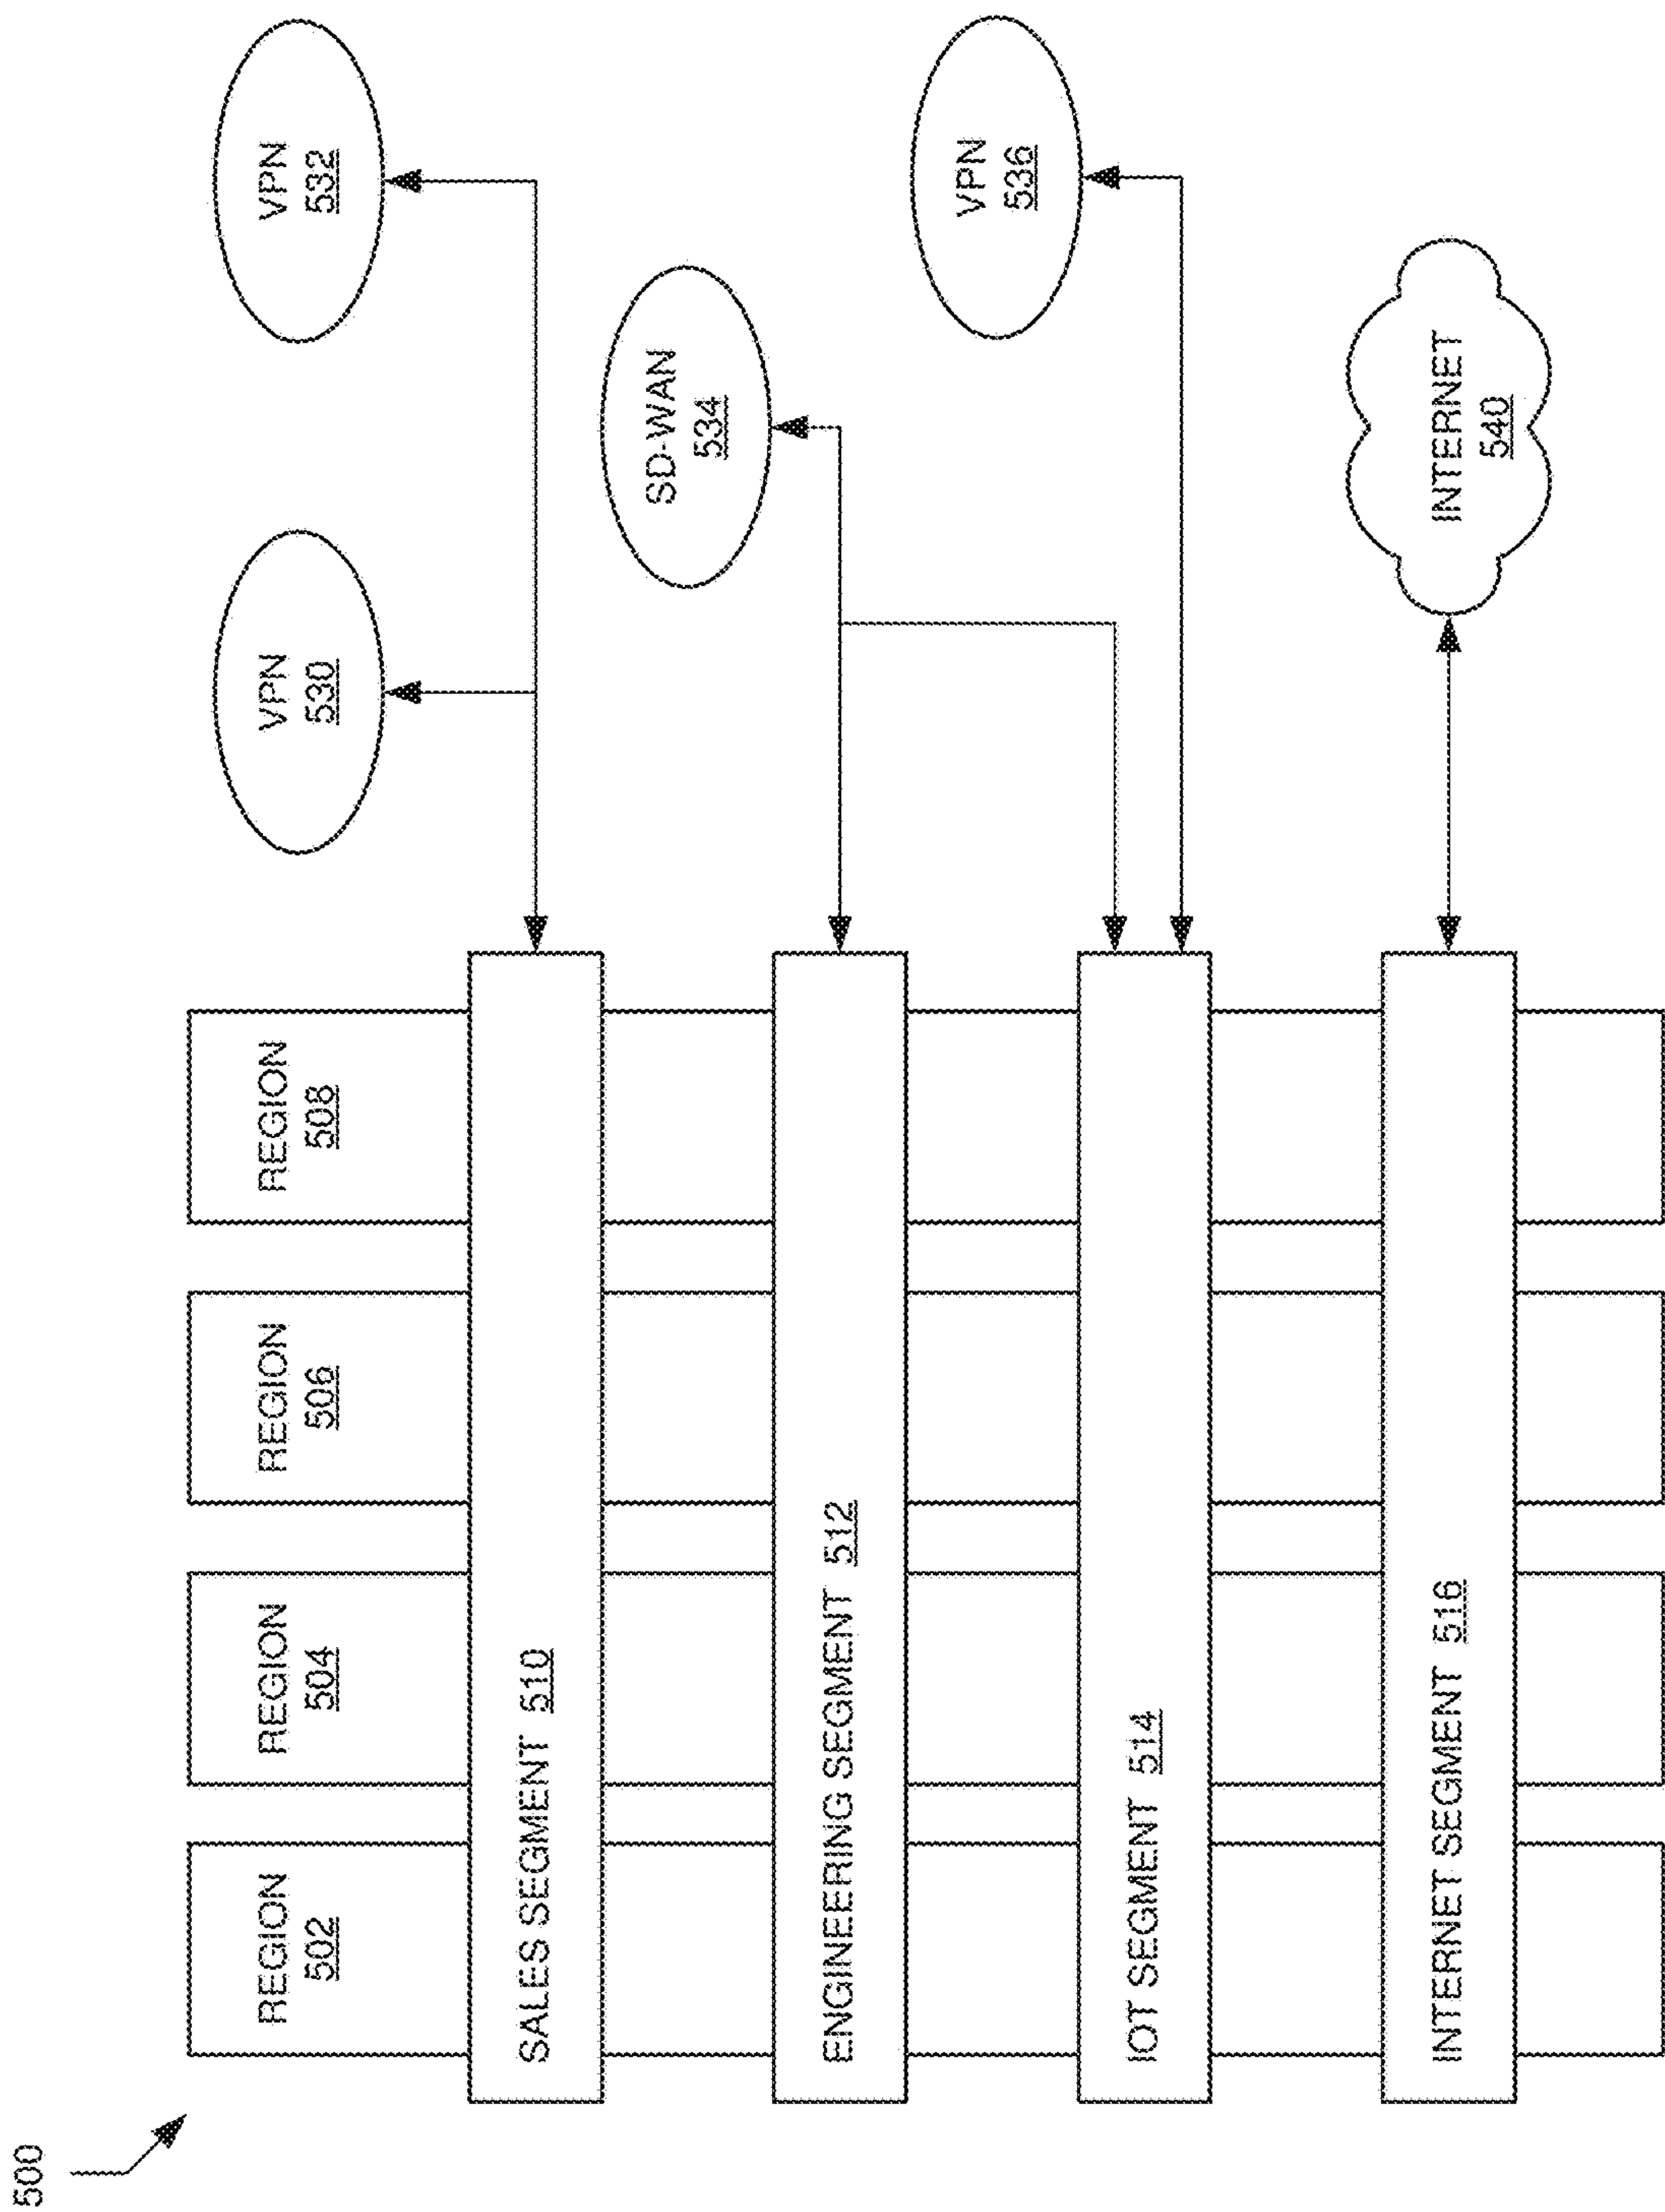 500
REGION
502
REGION
504
REGION
506
REGION
508
SALES SEGMENT 510
ENGINEERING SEGMENT 512
IOT SEGMENT 514
INTERNET SEGMENT 516
VPN
530
VPN
532
SD-WAN
534
VPN
536
INTERNET
540